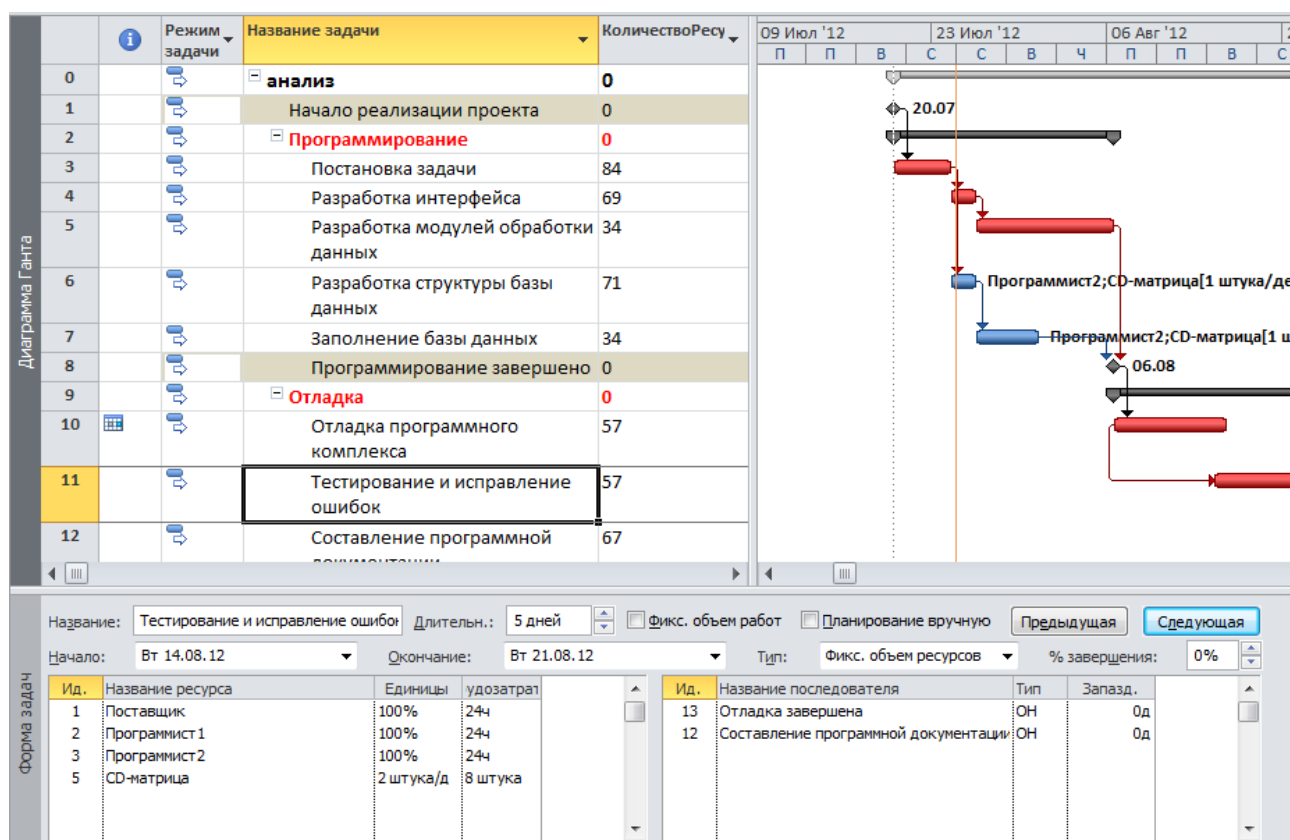 Режим задачи
Название задачи
КоличествоРесу
09 Июл '12
23 Июл '12
06 Авг '12
П П В С С В Ч П П В С
0 анализ 0
1 Начало реализации проекта 0
20.07
2 Программирование 0
3 Постановка задачи 84
4 Разработка интерфейса 69
5 Разработка модулей обработки 34
данных
6 Разработка структуры базы 71
данных
Программист2;CD-матрица[1 штука/де
7 Заполнение базы данных 34
Программист2;CD-матрица[1 ш
8 Программирование завершено 0
06.08
9 Отладка 0
10 Отладка программного 57
комплекса
11 Тестирование и исправление 57
ошибок
12 Составление программной 67
документации
Диаграмма Ганта
Название: Тестирование и исправление ошибок Длительн.: 5 дней Фикс. объем работ Планирование вручную Предыдущая Следующая
Начало: Вт 14.08.12 Окончание: Вт 21.08.12 Тип: Фикс. объем ресурсов % завершения: 0%
Форма задач
Ид. Название ресурса Единицы удозатрат
1 Поставщик 100% 24ч
2 Программист1 100% 24ч
3 Программист2 100% 24ч
5 CD-матрица 2 штука/д 8 штука
Ид. Название последователя Тип Запазд.
13 Отладка завершена ОН 0д
12 Составление программной документации ОН 0д